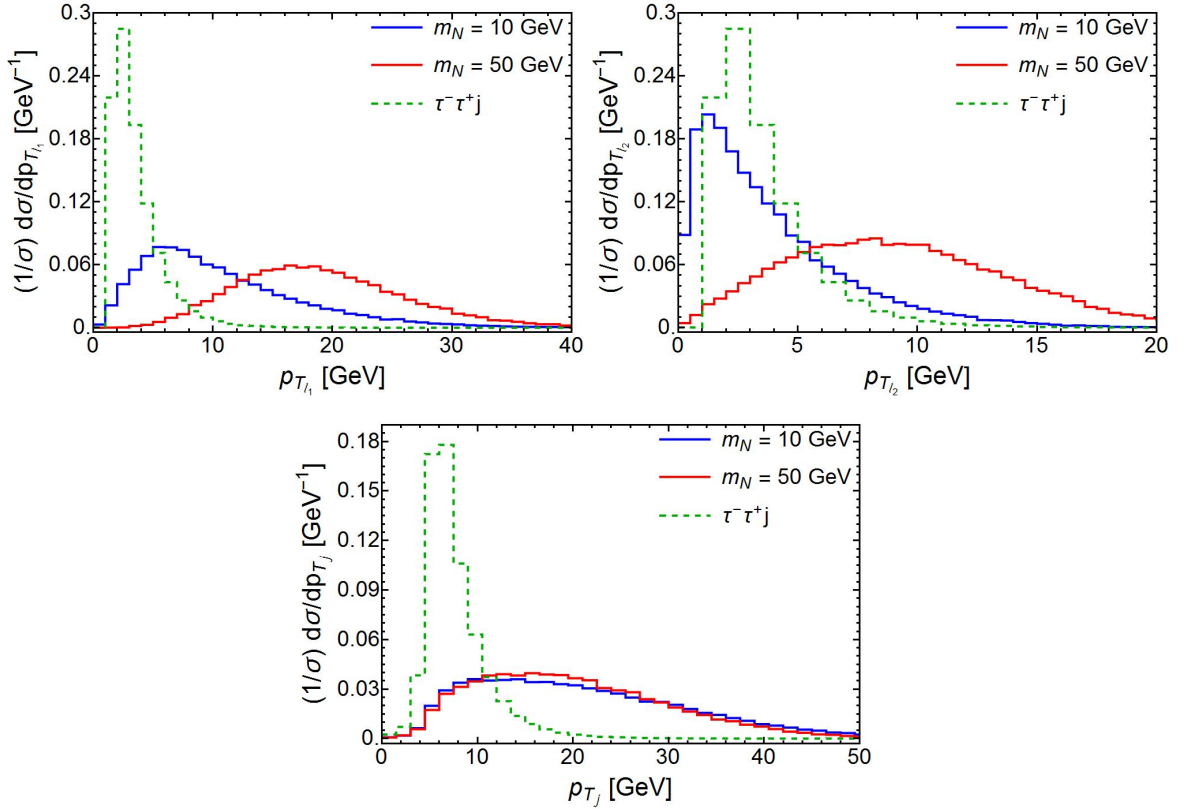 (1/σ) dσ/dp_{T_{l_1}} [GeV⁻¹]
0.3
0.24
0.18
0.12
0.06
0.
m_N = 10 GeV
m_N = 50 GeV
τ⁻τ⁺j
0 10 20 30 40
p_{T_{l_1}} [GeV]
(1/σ) dσ/dp_{T_{l_2}} [GeV⁻¹]
0.3
0.24
0.18
0.12
0.06
0.
m_N = 10 GeV
m_N = 50 GeV
τ⁻τ⁺j
0 5 10 15 20
p_{T_{l_2}} [GeV]
(1/σ) dσ/dp_{T_j} [GeV⁻¹]
0.18
0.15
0.12
0.09
0.06
0.03
0.
m_N = 10 GeV
m_N = 50 GeV
τ⁻τ⁺j
0 10 20 30 40 50
p_{T_j} [GeV]